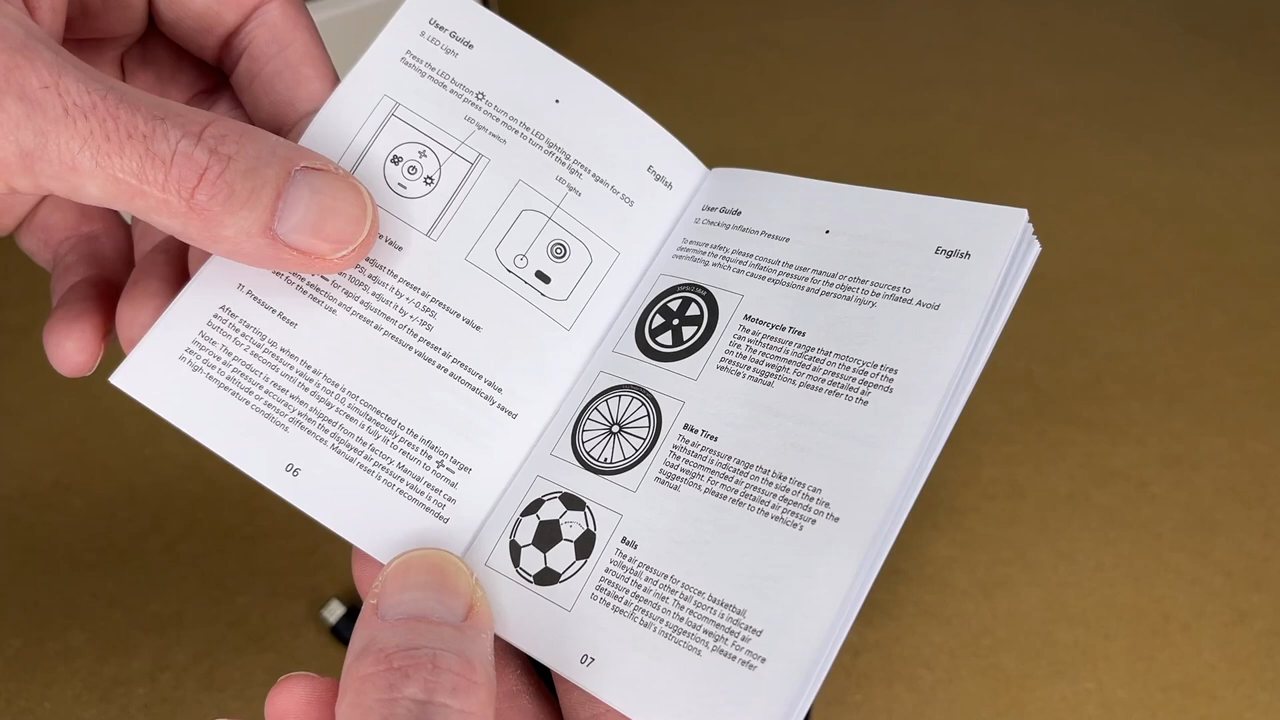 User Guide
English
9. LED Light
Press the LED button to turn on the LED lighting, press again for SOS
flashing mode, and press once more to turn off the light.
LED light switch
LED lights
re Value
adjust the preset air pressure value:
PSI, adjust it by +/-0.5PSI.
an 100PSI, adjust it by +/-1PSI
for rapid adjustment of the preset air pressure value.
ene selection and preset air pressure values are automatically saved
set for the next use.
11. Pressure Reset
After starting up, when the air hose is not connected to the inflation target
and the actual pressure value is not 0.0, simultaneously press the
button for 2 seconds until the display screen is fully lit to return to normal.
Note: The product is reset when shipped from the factory. Manual reset can
improve air pressure accuracy when the displayed air pressure value is not
zero due to altitude or sensor differences. Manual reset is not recommended
in high-temperature conditions.
06
User Guide
English
12. Checking Inflation Pressure
To ensure safety, please consult the user manual or other sources to
determine the required inflation pressure for the object to be inflated. Avoid
overinflating, which can cause explosions and personal injury.
Motorcycle Tires
The air pressure range that motorcycle tires
can withstand is indicated on the side of the
tire. The recommended air pressure depends
on the load weight. For more detailed air
pressure suggestions, please refer to the
vehicle's manual.
Bike Tires
The air pressure range that bike tires can
withstand is indicated on the side of the tire.
The recommended air pressure depends on the
load weight. For more detailed air pressure
suggestions, please refer to the vehicle's
manual.
Balls
The air pressure for soccer, basketball,
volleyball, and other ball sports is indicated
around the air inlet. The recommended air
pressure depends on the load weight. For more
detailed air pressure suggestions, please refer
to the specific ball's instructions.
07